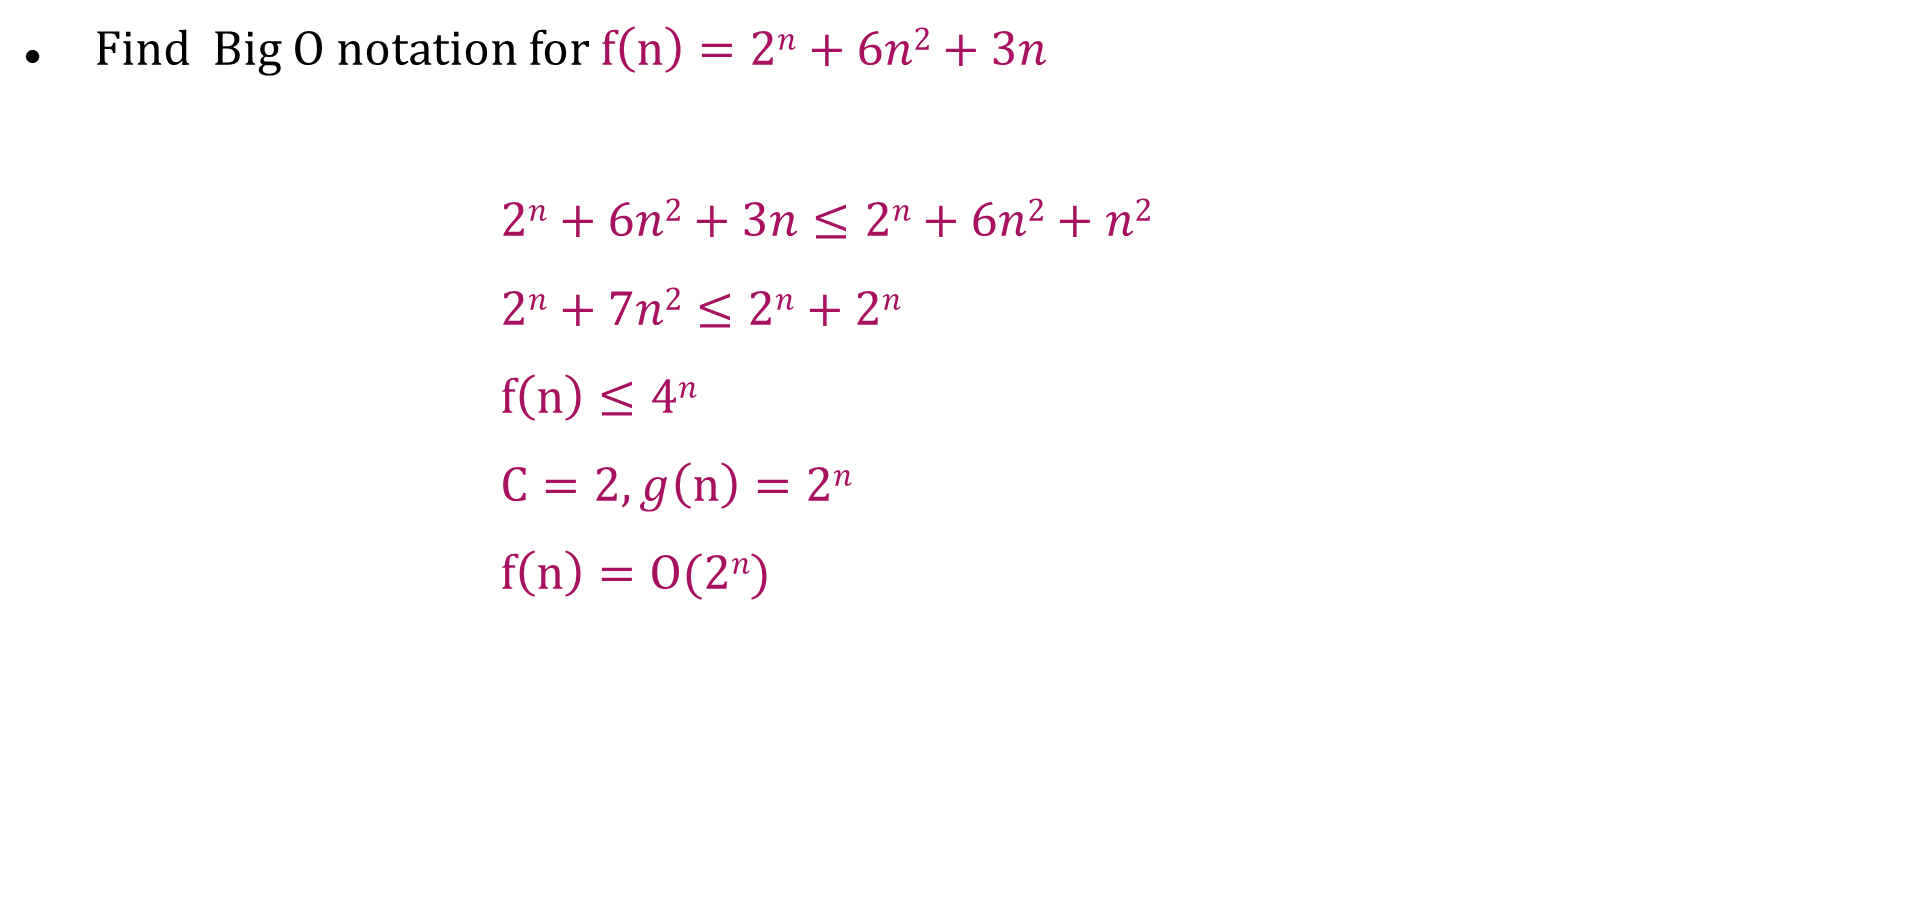 • Find Big O notation for f(n) = 2ⁿ + 6n² + 3n
2ⁿ + 6n² + 3n ≤ 2ⁿ + 6n² + n²
2ⁿ + 7n² ≤ 2ⁿ + 2ⁿ
f(n) ≤ 4ⁿ
C = 2, g(n) = 2ⁿ
f(n) = O(2ⁿ)